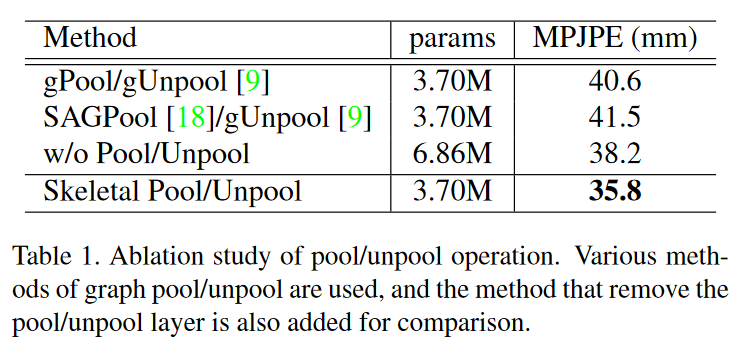 Method params MPJPE (mm)
gPool/gUnpool [9] 3.70M 40.6
SAGPool [18]/gUnpool [9] 3.70M 41.5
w/o Pool/Unpool 6.86M 38.2
Skeletal Pool/Unpool 3.70M 35.8
Table 1. Ablation study of pool/unpool operation. Various meth-
ods of graph pool/unpool are used, and the method that remove the
pool/unpool layer is also added for comparison.